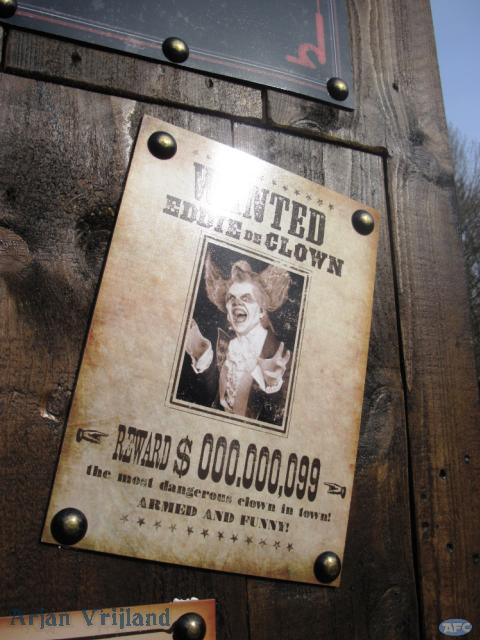 WANTED
EDDIE DE CLOWN
REWARD $ 000.000,099
the most dangerous clown in town!
ARMED AND FUNNY!
Arjan Vrijland
AFC